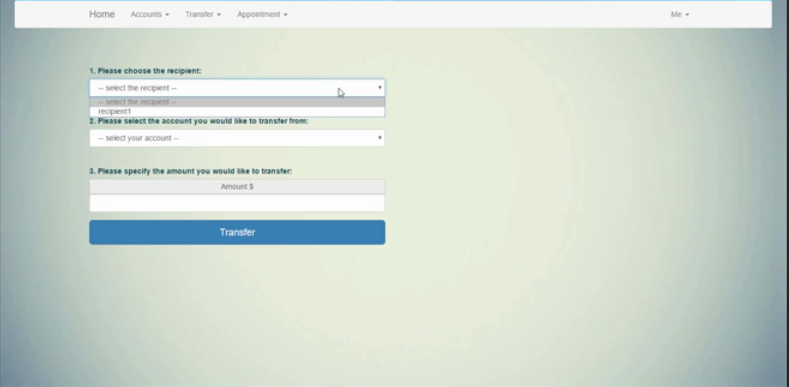 Home Accounts Transfer Appointment Me
1. Please choose the recipient:
-- select the recipient --
-- select the recipient --
recipient1
2. Please select the account you would like to transfer from:
-- select your account --
3. Please specify the amount you would like to transfer:
Amount $
Transfer